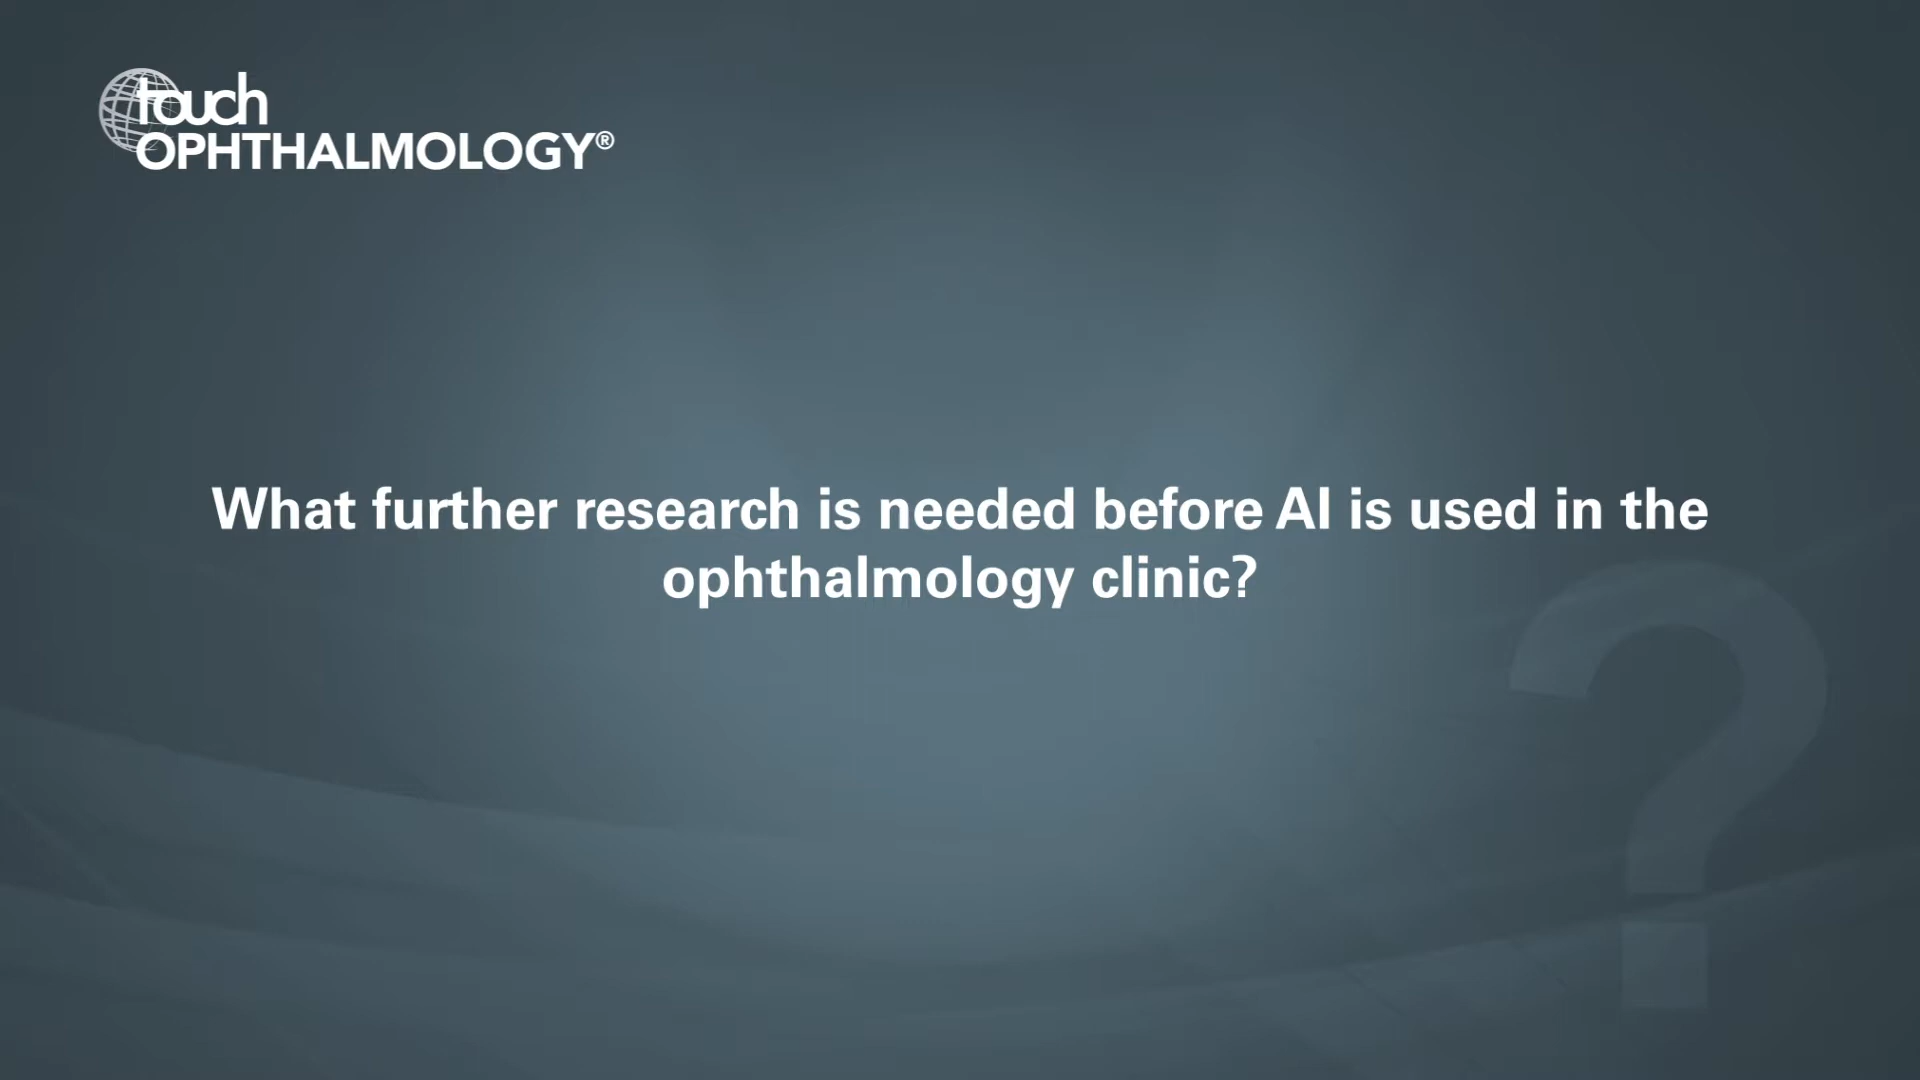 touch
OPHTHALMOLOGY®
What further research is needed before AI is used in the
ophthalmology clinic?
?